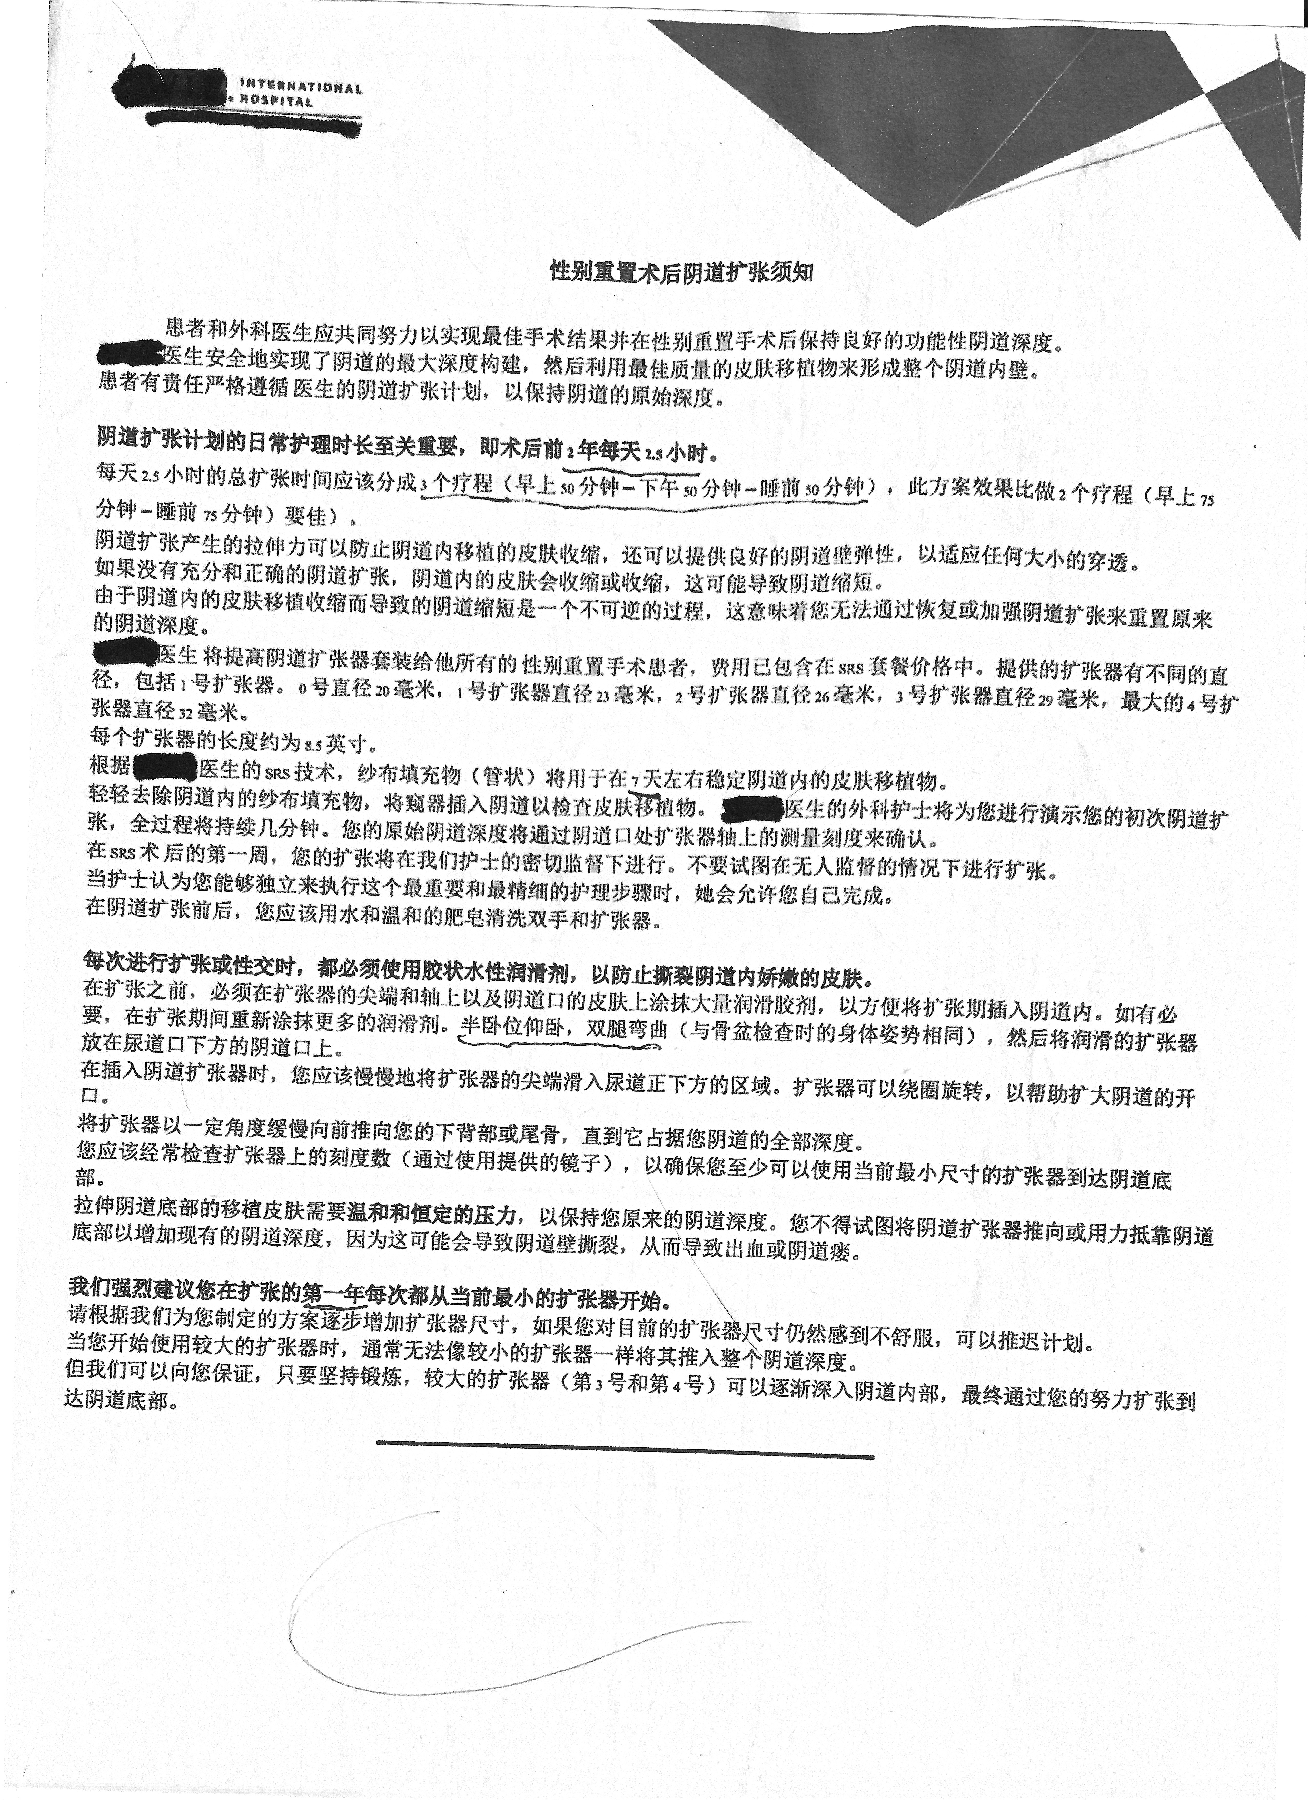 INTERNATIONAL
HOSPITAL
性别重置术后阴道扩张须知
患者和外科医生应共同努力以实现最佳手术结果并在性别重置手术后保持良好的功能性阴道深度。
医生安全地实现了阴道的最大深度构建，然后利用最佳质量的皮肤移植物来形成整个阴道内壁。
患者有责任严格遵循医生的阴道扩张计划，以保持阴道的原始深度。
阴道扩张计划的日常护理时长至关重要，即术后前2年每天2.5小时。
每天2.5小时的总扩张时间应该分成3个疗程（早上50分钟－下午50分钟－睡前50分钟），此方案效果比做2个疗程（早上75
分钟－睡前75分钟）要佳）。
阴道扩张产生的拉伸力可以防止阴道内移植的皮肤收缩，还可以提供良好的阴道壁弹性，以适应任何大小的穿透。
如果没有充分和正确的阴道扩张，阴道内的皮肤会收缩或收缩，这可能导致阴道缩短。
由于阴道内的皮肤移植收缩而导致的阴道缩短是一个不可逆的过程，这意味着您无法通过恢复或加强阴道扩张来重置原来
的阴道深度。
医生将提高阴道扩张器套装给他所有的性别重置手术患者，费用已包含在SRS套餐价格中。提供的扩张器有不同的直
径，包括1号扩张器。0号直径20毫米，1号扩张器直径23毫米，2号扩张器直径26毫米，3号扩张器直径29毫米，最大的4号扩
张器直径32毫米。
每个扩张器的长度约为8.5英寸。
根据医生的SRS技术，纱布填充物（管状）将用于在7天左右稳定阴道内的皮肤移植物。
轻轻去除阴道内的纱布填充物，将窥器插入阴道以检查皮肤移植物。医生的外科护士将为您进行演示您的初次阴道扩
张，全过程将持续几分钟。您的原始阴道深度将通过阴道口处扩张器轴上的测量刻度来确认。
在SRS术后的第一周，您的扩张将在我们护士的密切监督下进行。不要试图在无人监督的情况下进行扩张。
当护士认为您能够独立来执行这个最重要和最精细的护理步骤时，她会允许您自己完成。
在阴道扩张前后，您应该用水和温和的肥皂清洗双手和扩张器。
每次进行扩张或性交时，都必须使用胶状水性润滑剂，以防止撕裂阴道内娇嫩的皮肤。
在扩张之前，必须在扩张器的尖端和轴上以及阴道口的皮肤上涂抹大量润滑胶剂，以方便将扩张期插入阴道内。如有必
要，在扩张期间重新涂抹更多的润滑剂。半卧位仰卧，双腿弯曲（与骨盆检查时的身体姿势相同），然后将润滑的扩张器
放在尿道口下方的阴道口上。
在插入阴道扩张器时，您应该慢慢地将扩张器的尖端滑入尿道正下方的区域。扩张器可以绕圈旋转，以帮助扩大阴道的开
口。
将扩张器以一定角度缓慢向前推向您的下背部或尾骨，直到它占据您阴道的全部深度。
您应该经常检查扩张器上的刻度数（通过使用提供的镜子），以确保您至少可以使用当前最小尺寸的扩张器到达阴道底
部。
拉伸阴道底部的移植皮肤需要温和和恒定的压力，以保持您原来的阴道深度。您不得试图将阴道扩张器推向或用力抵靠阴道
底部以增加现有的阴道深度，因为这可能会导致阴道壁撕裂，从而导致出血或阴道瘘。
我们强烈建议您在扩张的第一年每次都从当前最小的扩张器开始。
请根据我们为您制定的方案逐步增加扩张器尺寸，如果您对目前的扩张器尺寸仍然感到不舒服，可以推迟计划。
当您开始使用较大的扩张器时，通常无法像较小的扩张器一样将其推入整个阴道深度。
但我们可以向您保证，只要坚持锻炼，较大的扩张器（第3号和第4号）可以逐渐深入阴道内部，最终通过您的努力扩张到
达阴道底部。